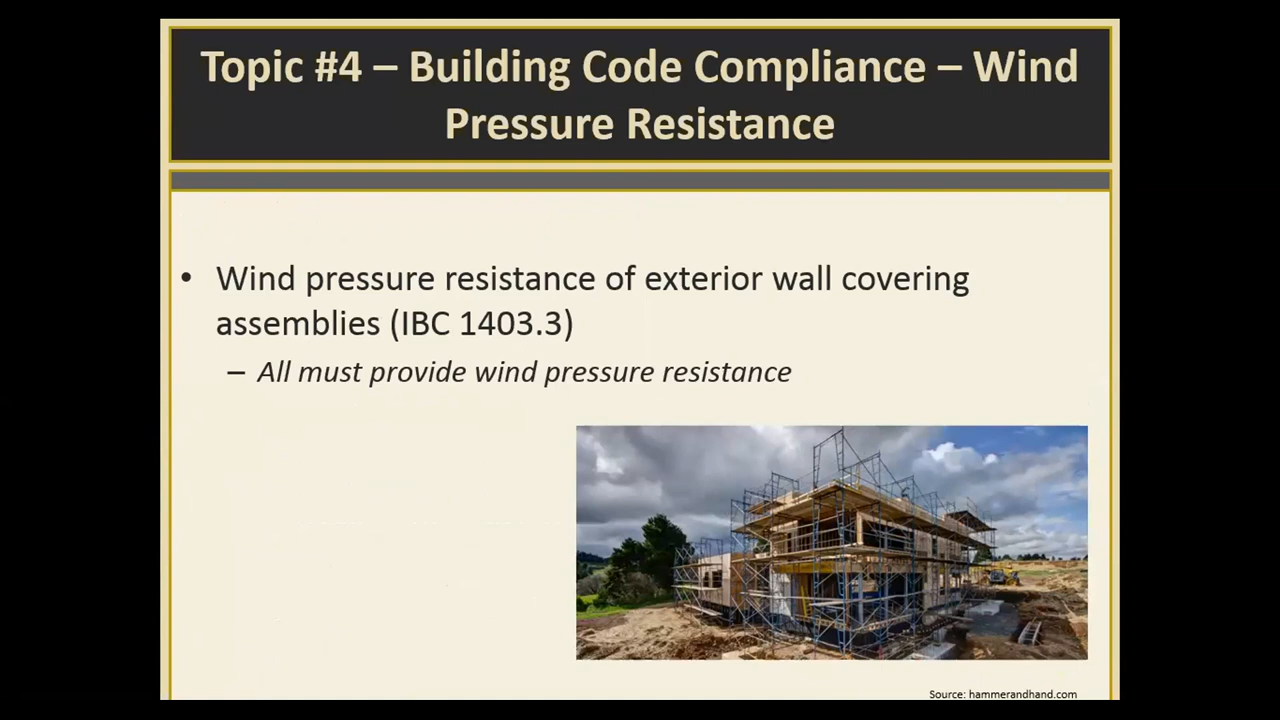 Topic #4 – Building Code Compliance – Wind
Pressure Resistance
• Wind pressure resistance of exterior wall covering
assemblies (IBC 1403.3)
– All must provide wind pressure resistance
Source: hammerandhand.com